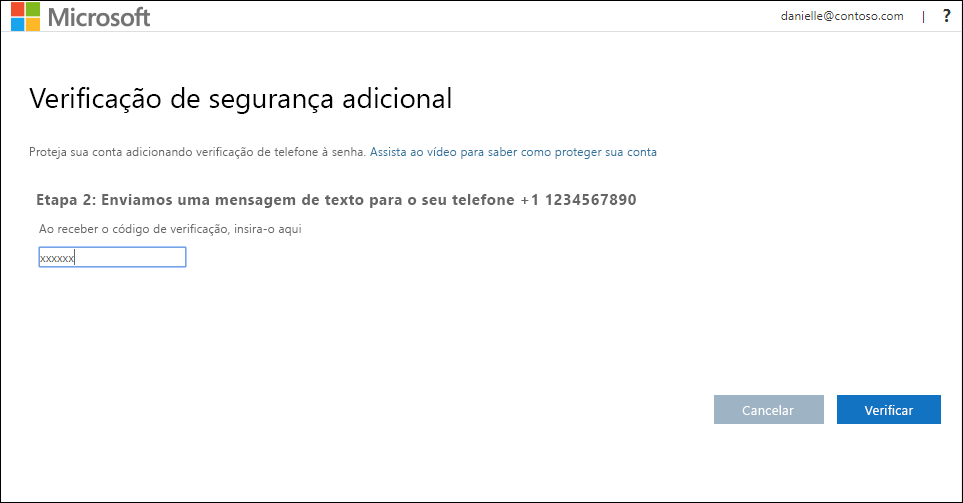 Microsoft
danielle@contoso.com | ?
Verificação de segurança adicional
Proteja sua conta adicionando verificação de telefone à senha. Assista ao vídeo para saber como proteger sua conta
Etapa 2: Enviamos uma mensagem de texto para o seu telefone +1 1234567890
Ao receber o código de verificação, insira-o aqui
xxxxxx
Cancelar Verificar